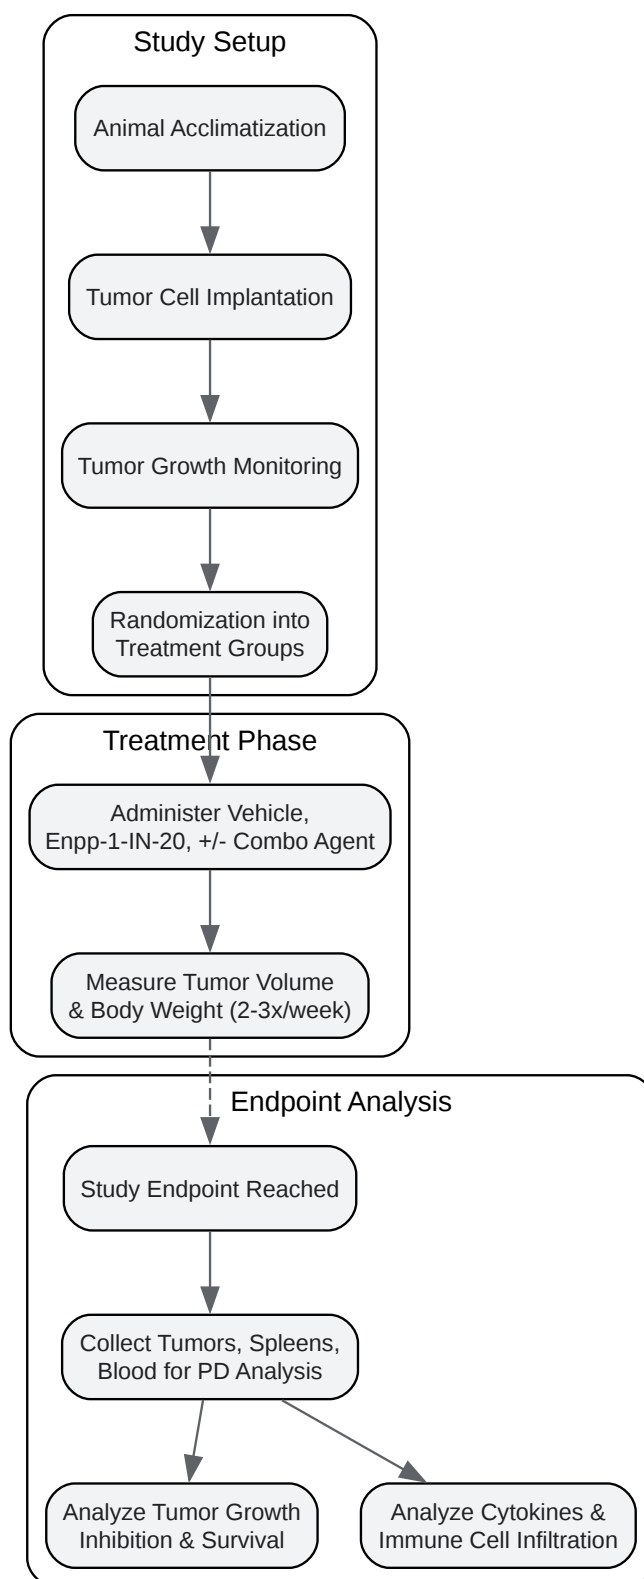 Study Setup
Animal Acclimatization
Tumor Cell Implantation
Tumor Growth Monitoring
Randomization into
Treatment Groups
Treatment Phase
Administer Vehicle,
Enpp-1-IN-20, +/- Combo Agent
Measure Tumor Volume
& Body Weight (2-3x/week)
Endpoint Analysis
Study Endpoint Reached
Collect Tumors, Spleens,
Blood for PD Analysis
Analyze Tumor Growth
Inhibition & Survival
Analyze Cytokines &
Immune Cell Infiltration